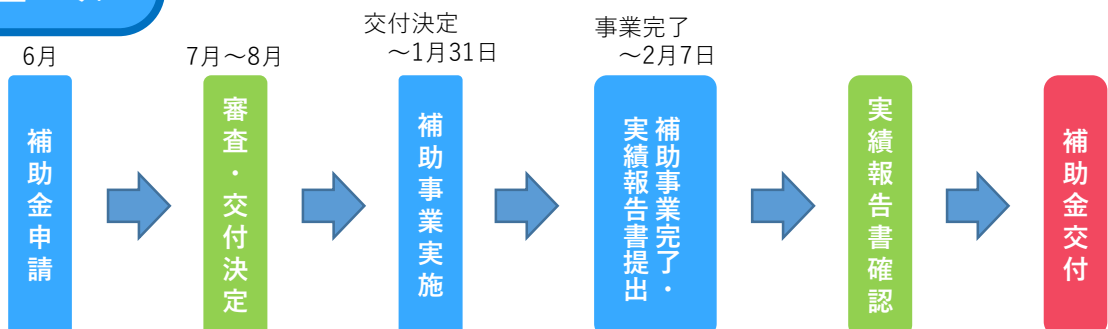 6月
補助金申請
7月～8月
審査・交付決定
交付決定
～1月31日
補助事業実施
事業完了
～2月7日
補助事業完了・
実績報告書提出
実績報告書確認
補助金交付